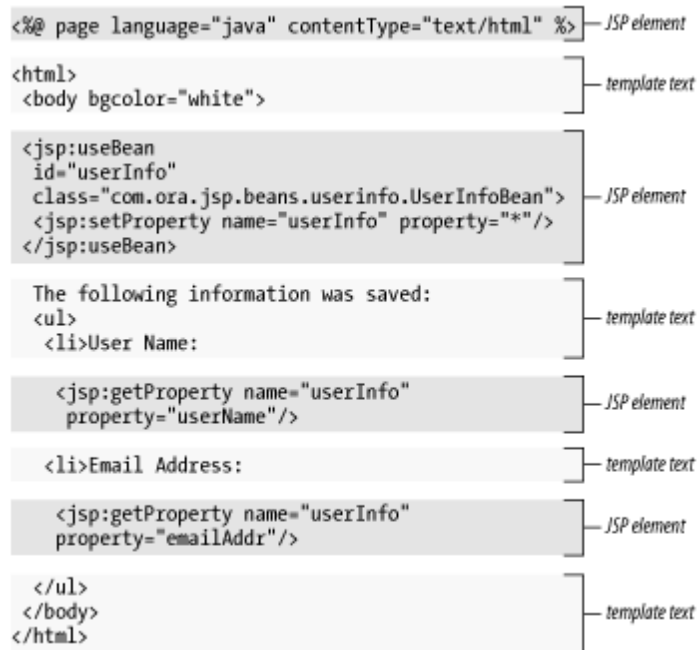 <%@ page language="java" contentType="text/html" %> JSP element
<html>
<body bgcolor="white">
template text
<jsp:useBean
id="userInfo"
class="com.ora.jsp.beans.userinfo.UserInfoBean">
<jsp:setProperty name="userInfo" property="*"/>
</jsp:useBean>
JSP element
The following information was saved:
<ul>
<li>User Name:
template text
<jsp:getProperty name="userInfo"
property="userName"/>
JSP element
<li>Email Address: template text
<jsp:getProperty name="userInfo"
property="emailAddr"/>
JSP element
</ul>
</body>
</html>
template text